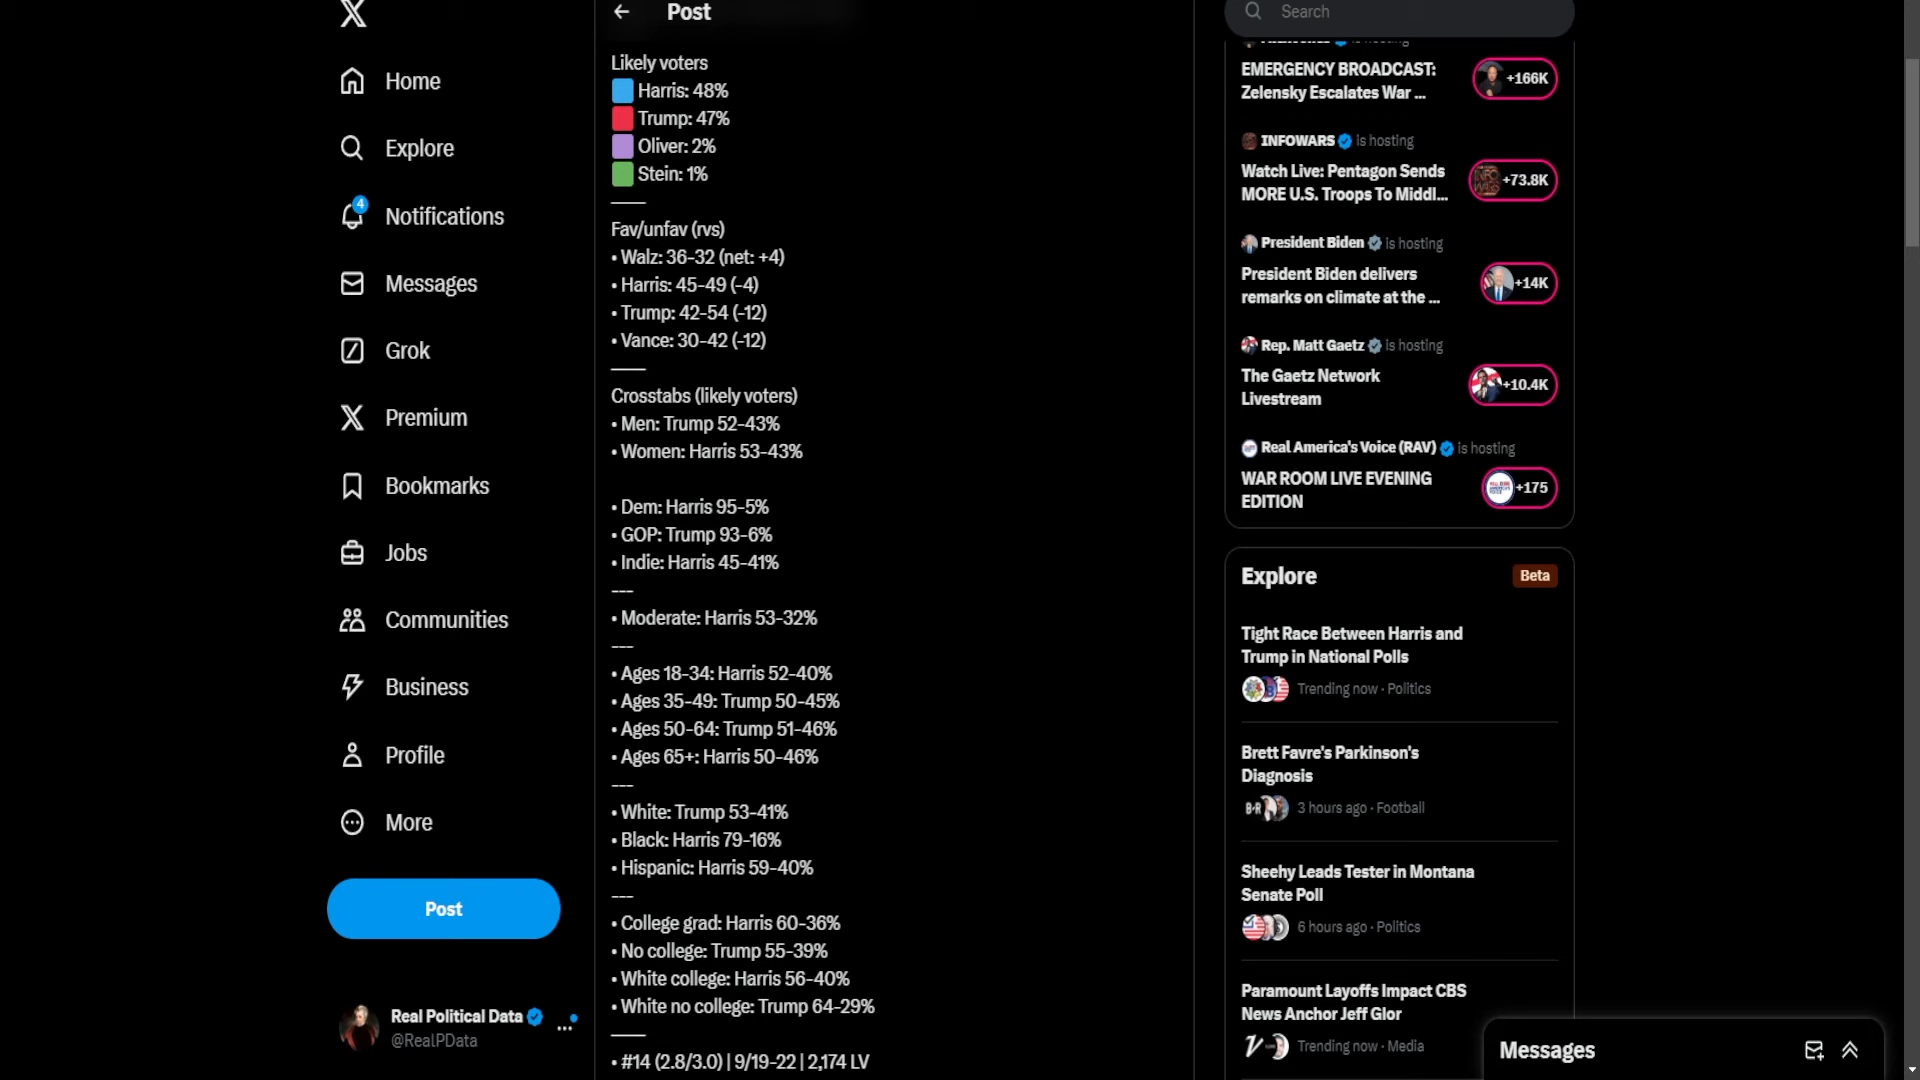 Home
Explore
4
Notifications
Messages
Grok
Premium
Bookmarks
Jobs
Communities
Business
Profile
More
Post
Real Political Data
@RealPData
Post
Likely voters
Harris: 48%
Trump: 47%
Oliver: 2%
Stein: 1%
Fav/unfav (rvs)
• Walz: 36-32 (net: +4)
• Harris: 45-49 (-4)
• Trump: 42-54 (-12)
• Vance: 30-42 (-12)
Crosstabs (likely voters)
• Men: Trump 52-43%
• Women: Harris 53-43%
• Dem: Harris 95-5%
• GOP: Trump 93-6%
• Indie: Harris 45-41%
---
• Moderate: Harris 53-32%
---
• Ages 18-34: Harris 52-40%
• Ages 35-49: Trump 50-45%
• Ages 50-64: Trump 51-46%
• Ages 65+: Harris 50-46%
---
• White: Trump 53-41%
• Black: Harris 79-16%
• Hispanic: Harris 59-40%
---
• College grad: Harris 60-36%
• No college: Trump 55-39%
• White college: Harris 56-40%
• White no college: Trump 64-29%
• #14 (2.8/3.0) | 9/19-22 | 2,174 LV
Search
is hosting
EMERGENCY BROADCAST:
Zelensky Escalates War ...
+166K
INFOWARS is hosting
Watch Live: Pentagon Sends
MORE U.S. Troops To Middl...
+73.8K
President Biden is hosting
President Biden delivers
remarks on climate at the ...
+14K
Rep. Matt Gaetz is hosting
The Gaetz Network
Livestream
+10.4K
Real America's Voice (RAV) is hosting
WAR ROOM LIVE EVENING
EDITION
+175
Explore
Beta
Tight Race Between Harris and
Trump in National Polls
Trending now · Politics
Brett Favre's Parkinson's
Diagnosis
B/R
3 hours ago · Football
Sheehy Leads Tester in Montana
Senate Poll
6 hours ago · Politics
Paramount Layoffs Impact CBS
News Anchor Jeff Glor
Trending now · Media
Messages